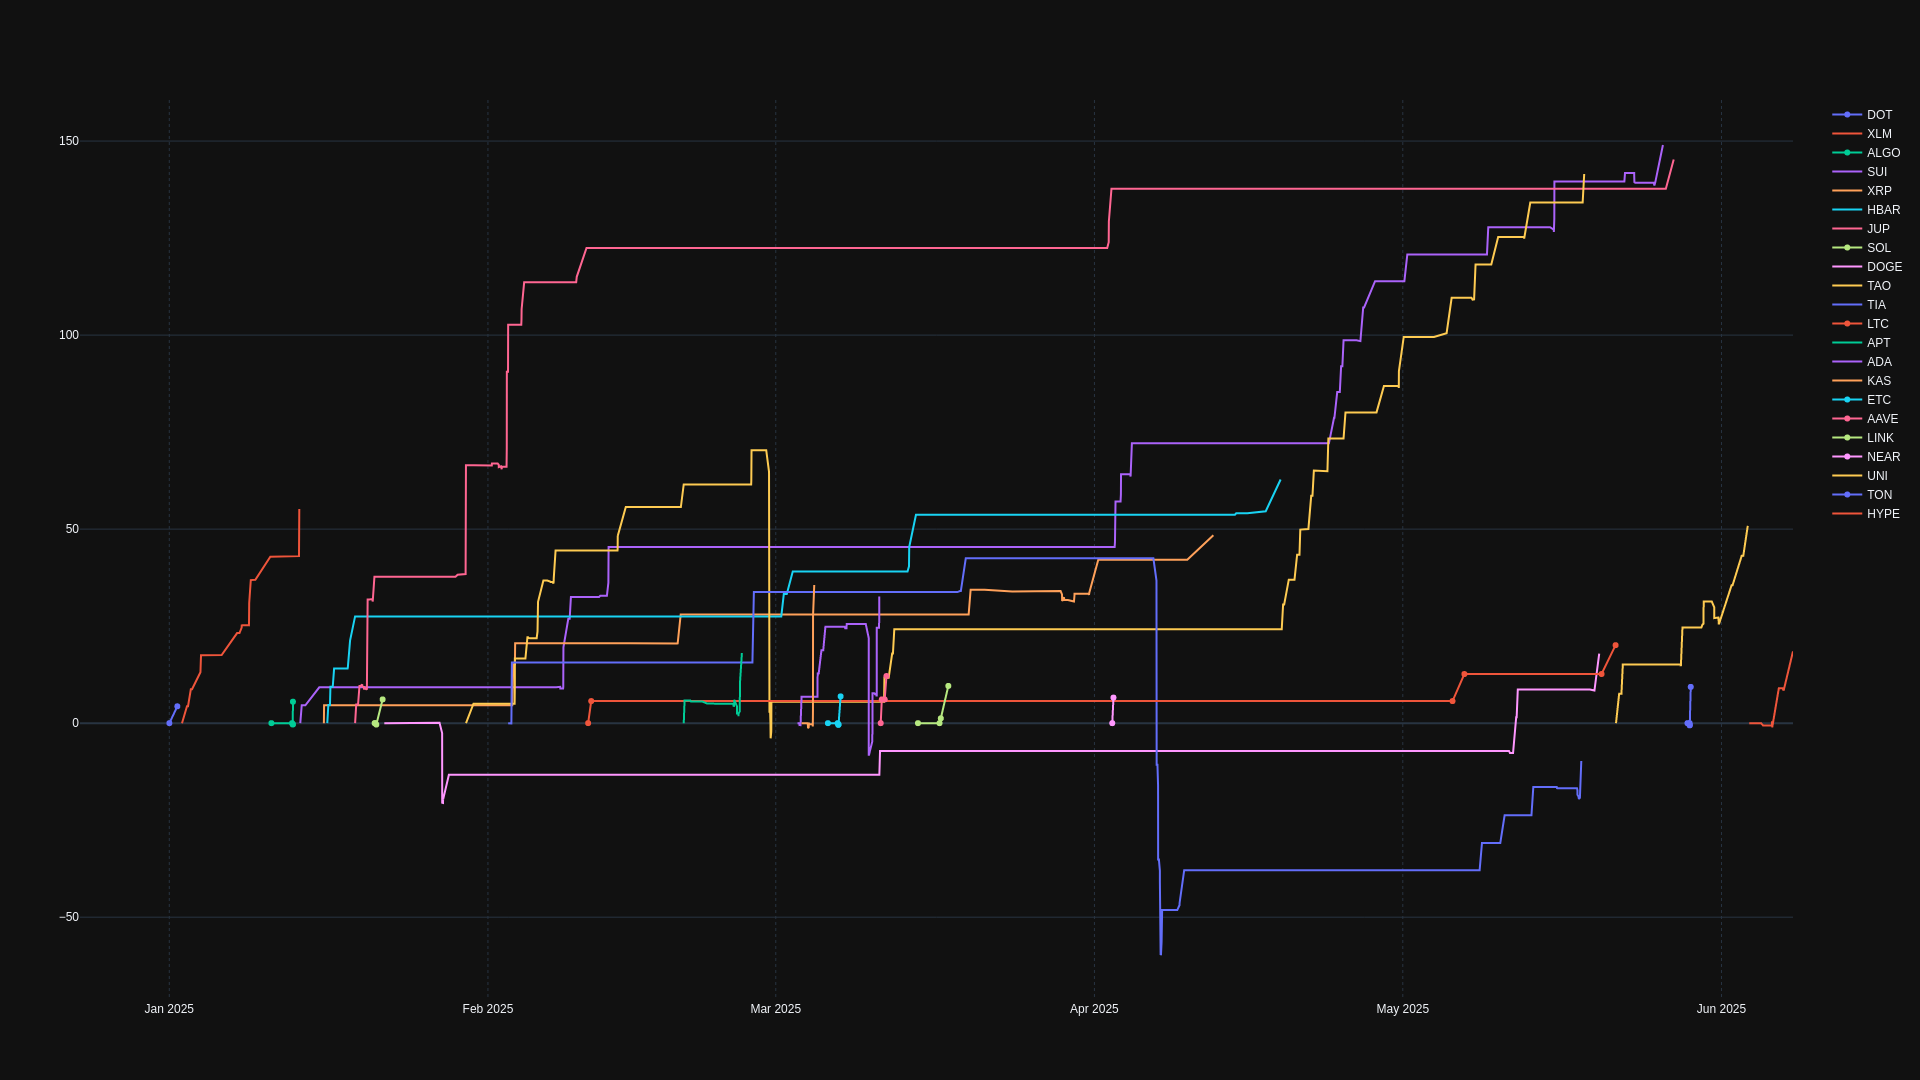 150
100
50
0
−50
Jan 2025
Feb 2025
Mar 2025
Apr 2025
May 2025
Jun 2025
DOT
XLM
ALGO
SUI
XRP
HBAR
JUP
SOL
DOGE
TAO
TIA
LTC
APT
ADA
KAS
ETC
AAVE
LINK
NEAR
UNI
TON
HYPE